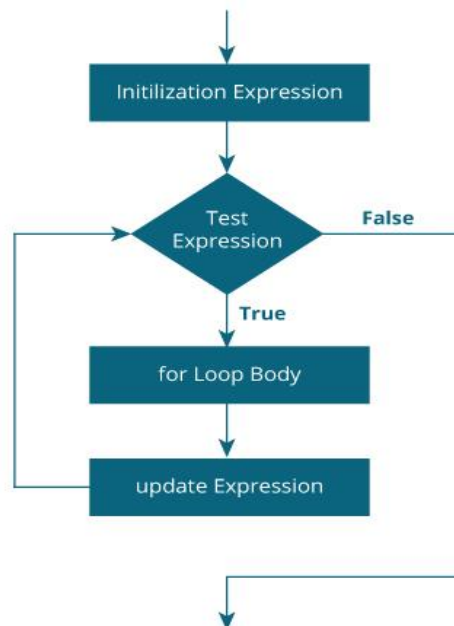 Initilization Expression
Test
Expression
False
True
for Loop Body
update Expression